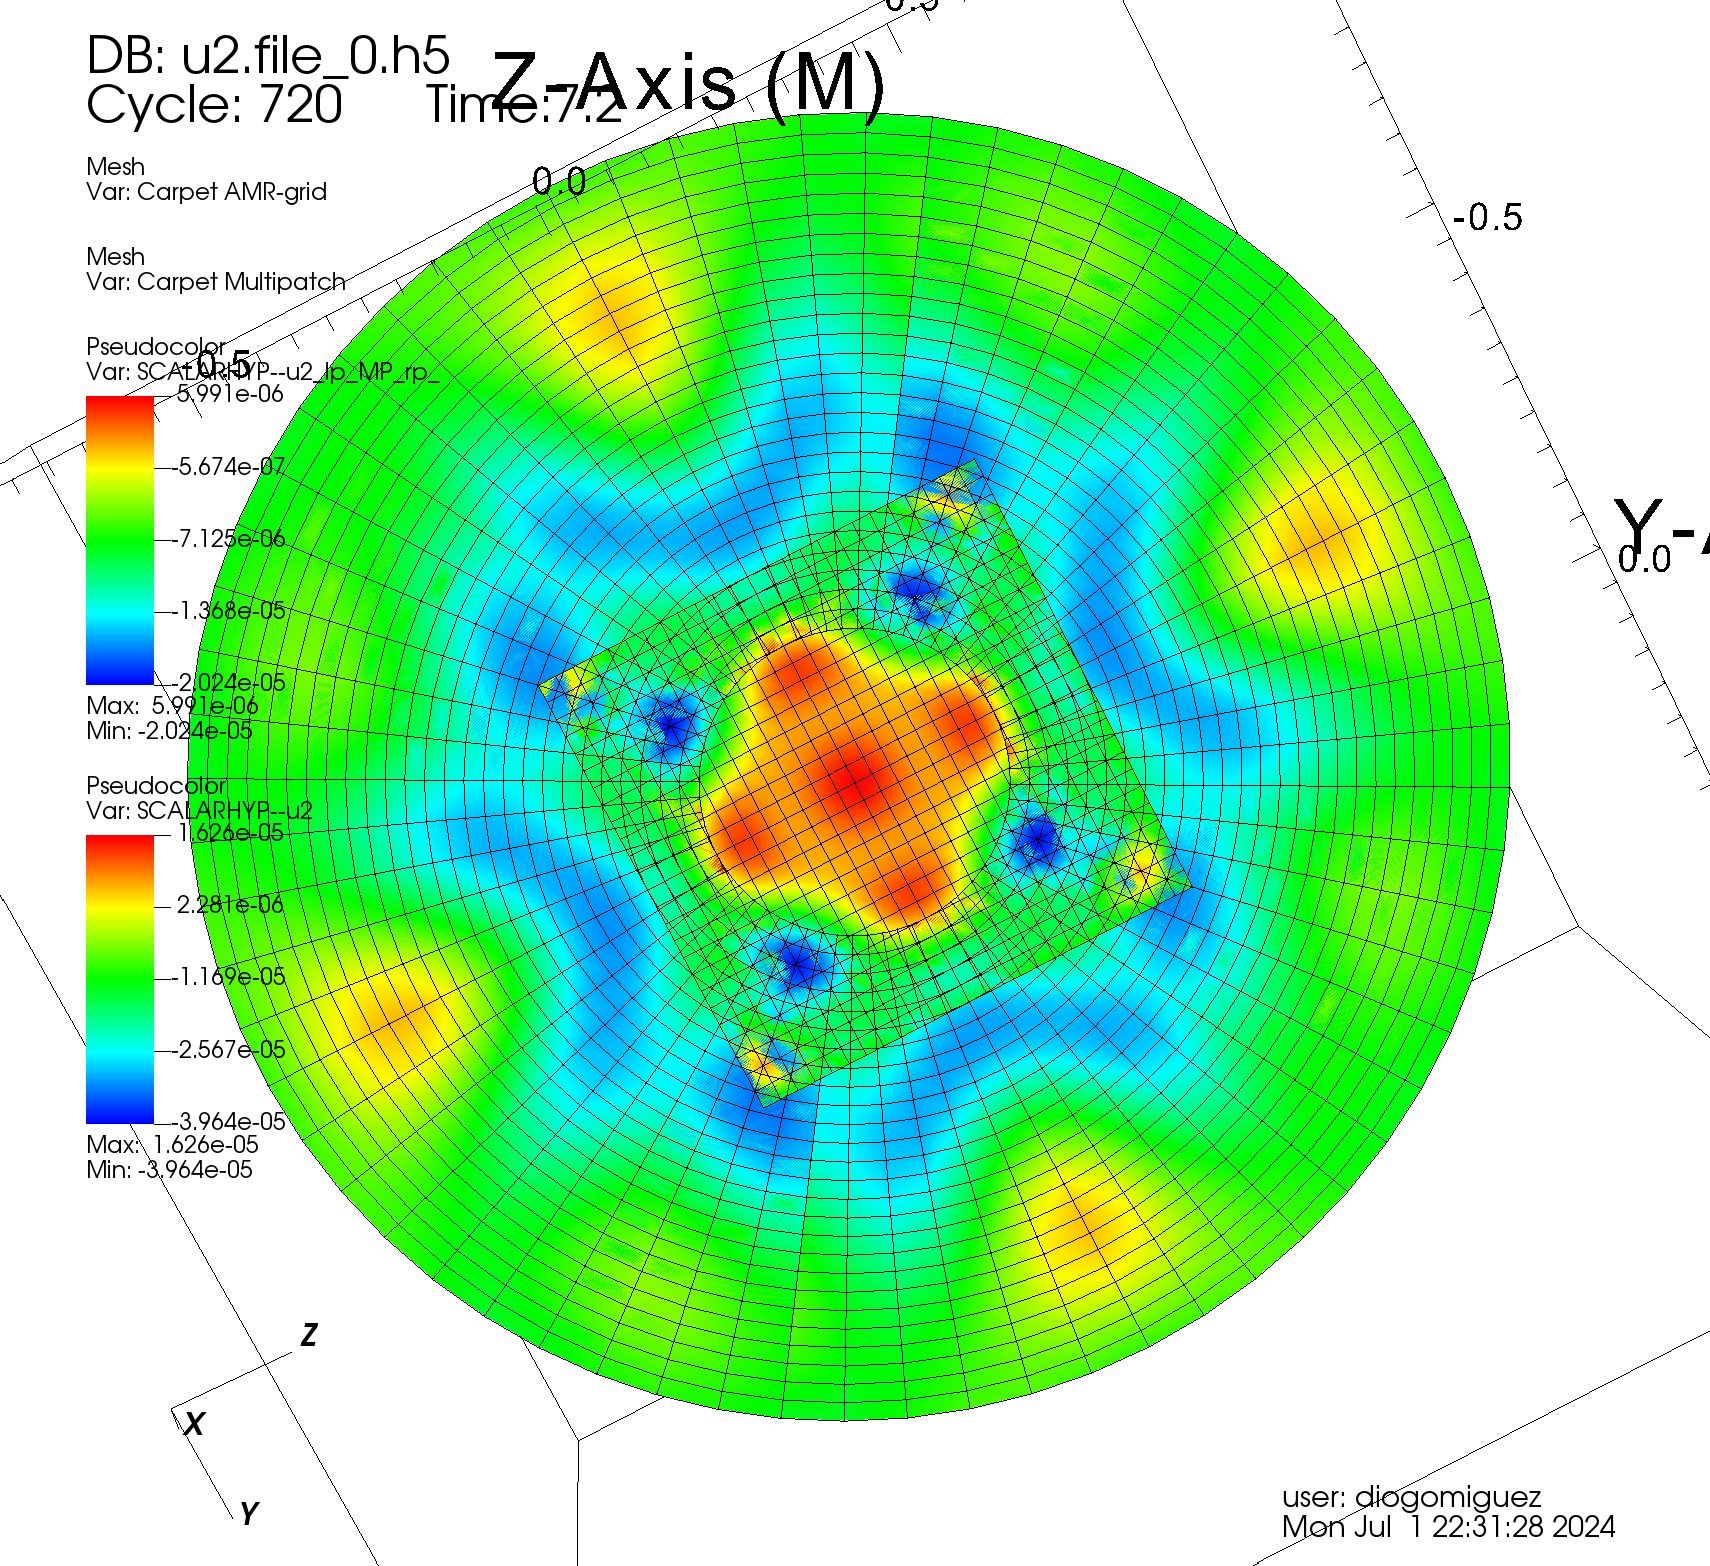 DB: u2.file_0.h5
Cycle: 720 Time:7.2
Z-Axis (M)
0.5
0.0
-0.5
-0.5
Y-A
0.0
Mesh
Var: Carpet AMR-grid
Mesh
Var: Carpet Multipatch
Pseudocolor
Var: SCALARHYP--u2_lp_MP_rp_
5.991e-06
-5.674e-07
-7.125e-06
-1.368e-05
-2.024e-05
Max: 5.991e-06
Min: -2.024e-05
Pseudocolor
Var: SCALARHYP--u2
1.626e-05
2.281e-06
-1.169e-05
-2.567e-05
-3.964e-05
Max: 1.626e-05
Min: -3.964e-05
Z
X
Y
user: diogomiguez
Mon Jul 1 22:31:28 2024